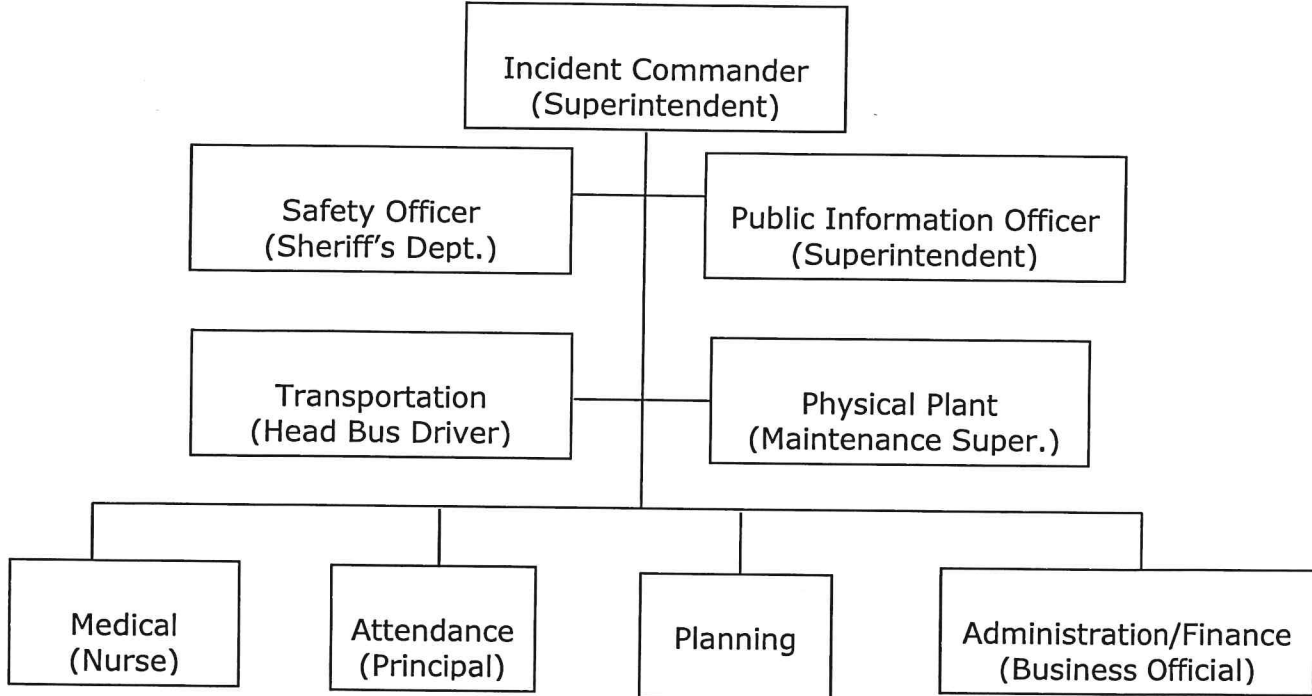 Incident Commander
(Superintendent)
Safety Officer
(Sheriff's Dept.)
Public Information Officer
(Superintendent)
Transportation
(Head Bus Driver)
Physical Plant
(Maintenance Super.)
Medical
(Nurse)
Attendance
(Principal)
Planning
Administration/Finance
(Business Official)